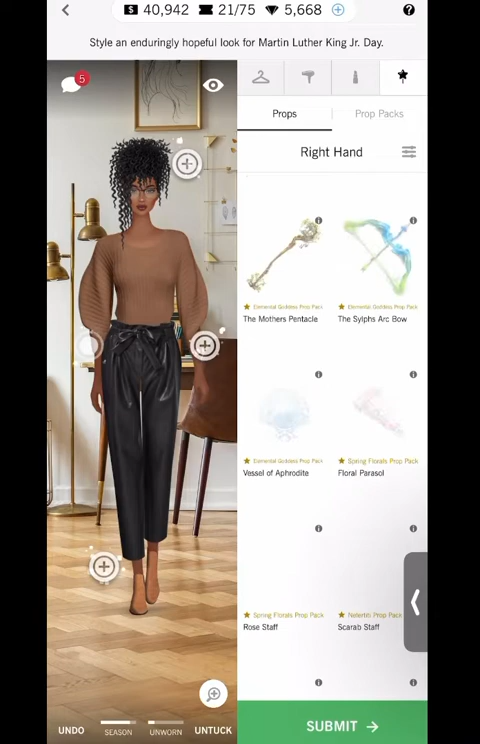 $ 40,942 21/75 5,668 ?
Style an enduringly hopeful look for Martin Luther King Jr. Day.
5
Props Prop Packs
Right Hand
Elemental Goddess Prop Pack
The Mothers Pentacle
Elemental Goddess Prop Pack
The Sylphs Arc Bow
Elemental Goddess Prop Pack
Vessel of Aphrodite
Spring Florals Prop Pack
Floral Parasol
Spring Florals Prop Pack
Rose Staff
Nefertiti Prop Pack
Scarab Staff
UNDO SEASON UNWORN UNTUCK
SUBMIT →